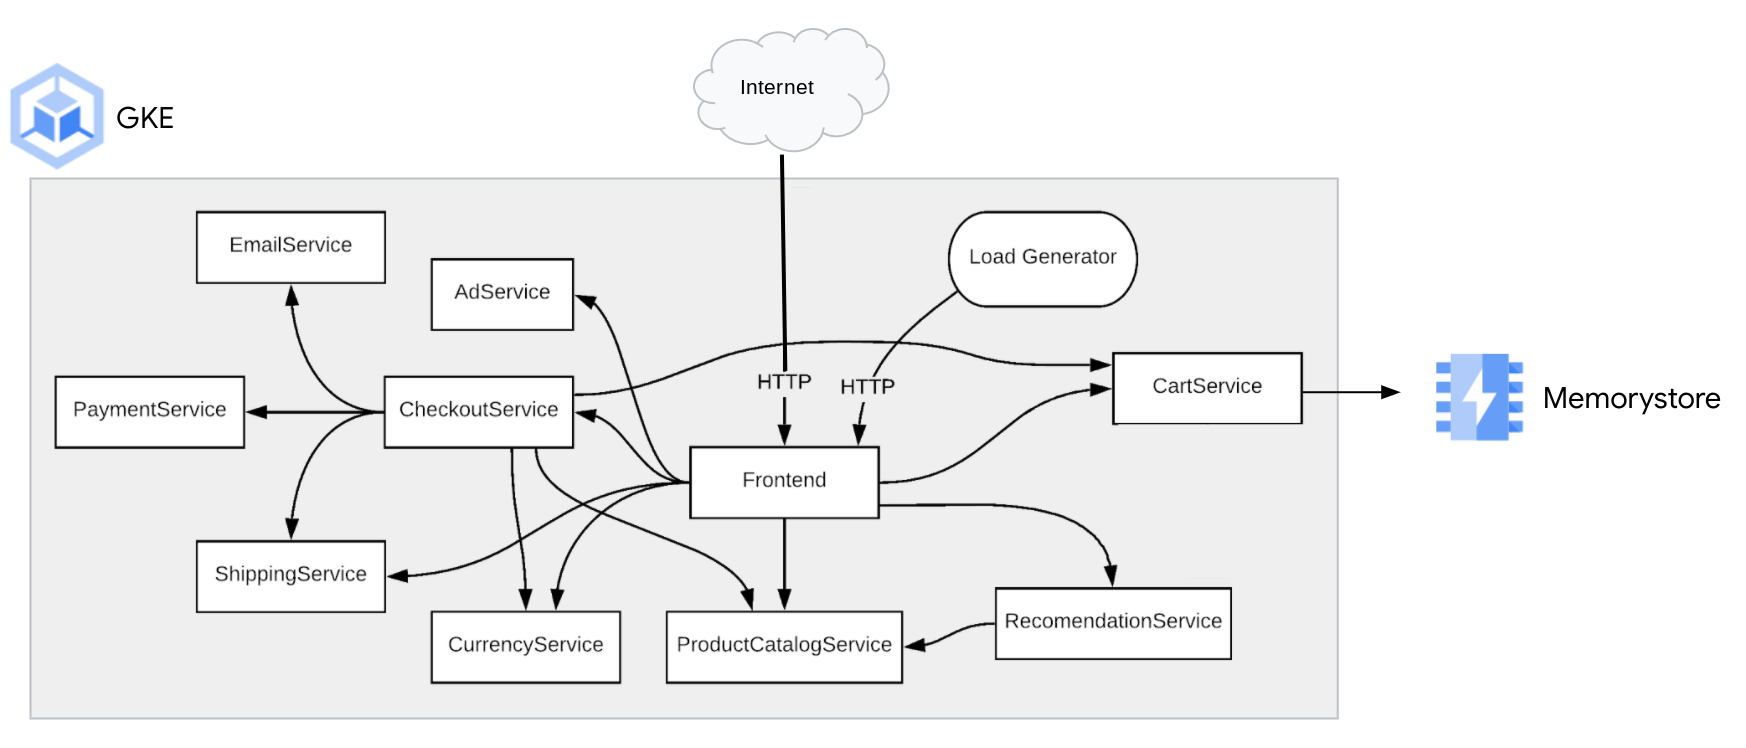 Internet
GKE
EmailService
AdService
Load Generator
HTTP
HTTP
PaymentService
CheckoutService
CartService
Memorystore
Frontend
ShippingService
CurrencyService
ProductCatalogService
RecomendationService